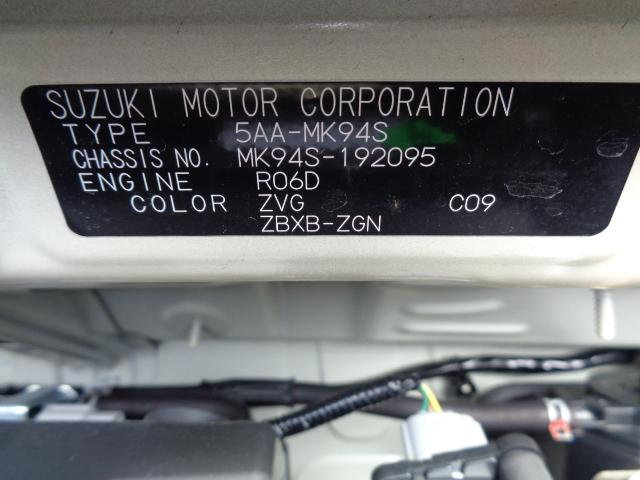 SUZUKI MOTOR CORPORATION
TYPE 5AA-MK94S
CHASSIS NO. MK94S-192095
ENGINE R06D
COLOR ZVG C09
ZBXB-ZGN